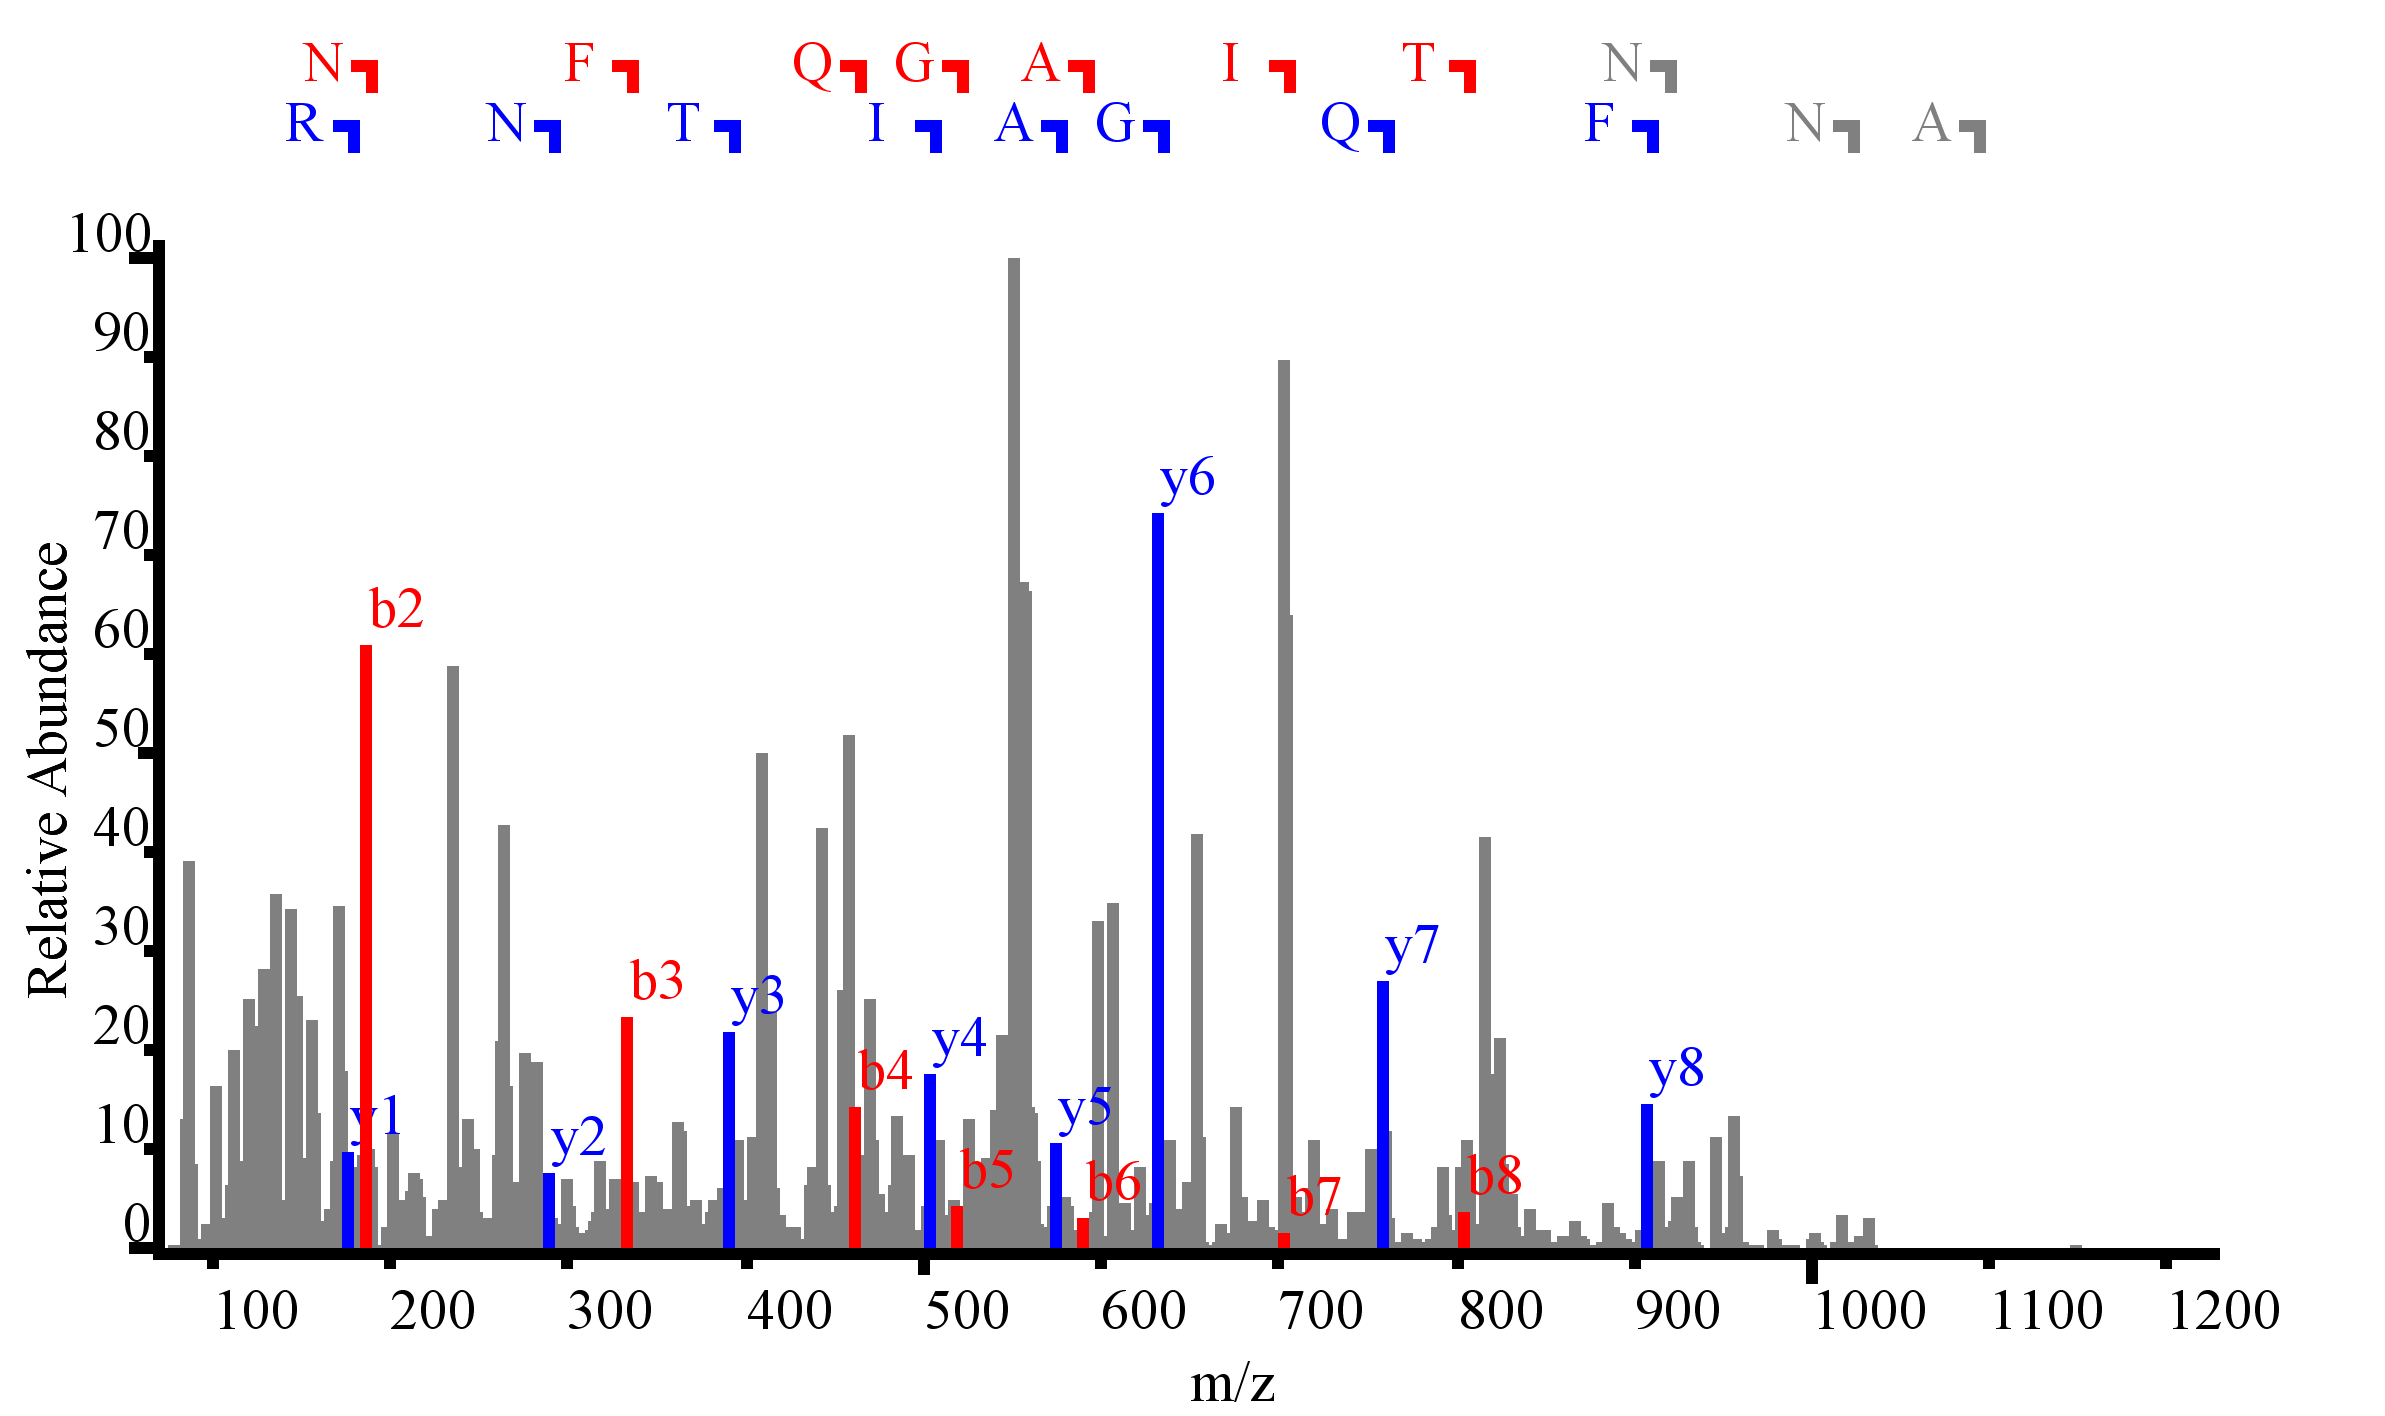 N F Q G A I T N
R N T I A G Q F N A
100
90
80
70
60
50
40
30
20
10
0
Relative Abundance
y6
b2
y7
b3
y3
y4
b4
y8
y5
y1
y2
b5
b6
b7
b8
100 200 300 400 500 600 700 800 900 1000 1100 1200
m/z